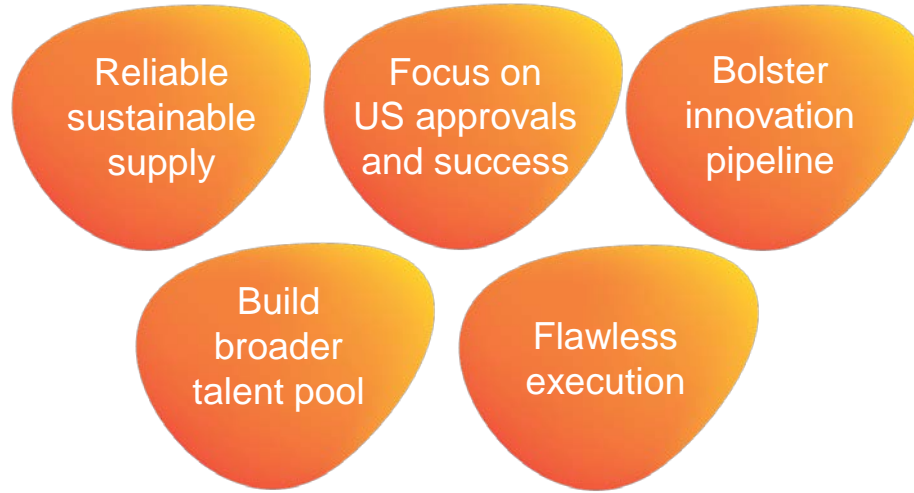 Reliable
sustainable
supply
Focus on
US approvals
and success
Bolster
innovation
pipeline
Build
broader
talent pool
Flawless
execution